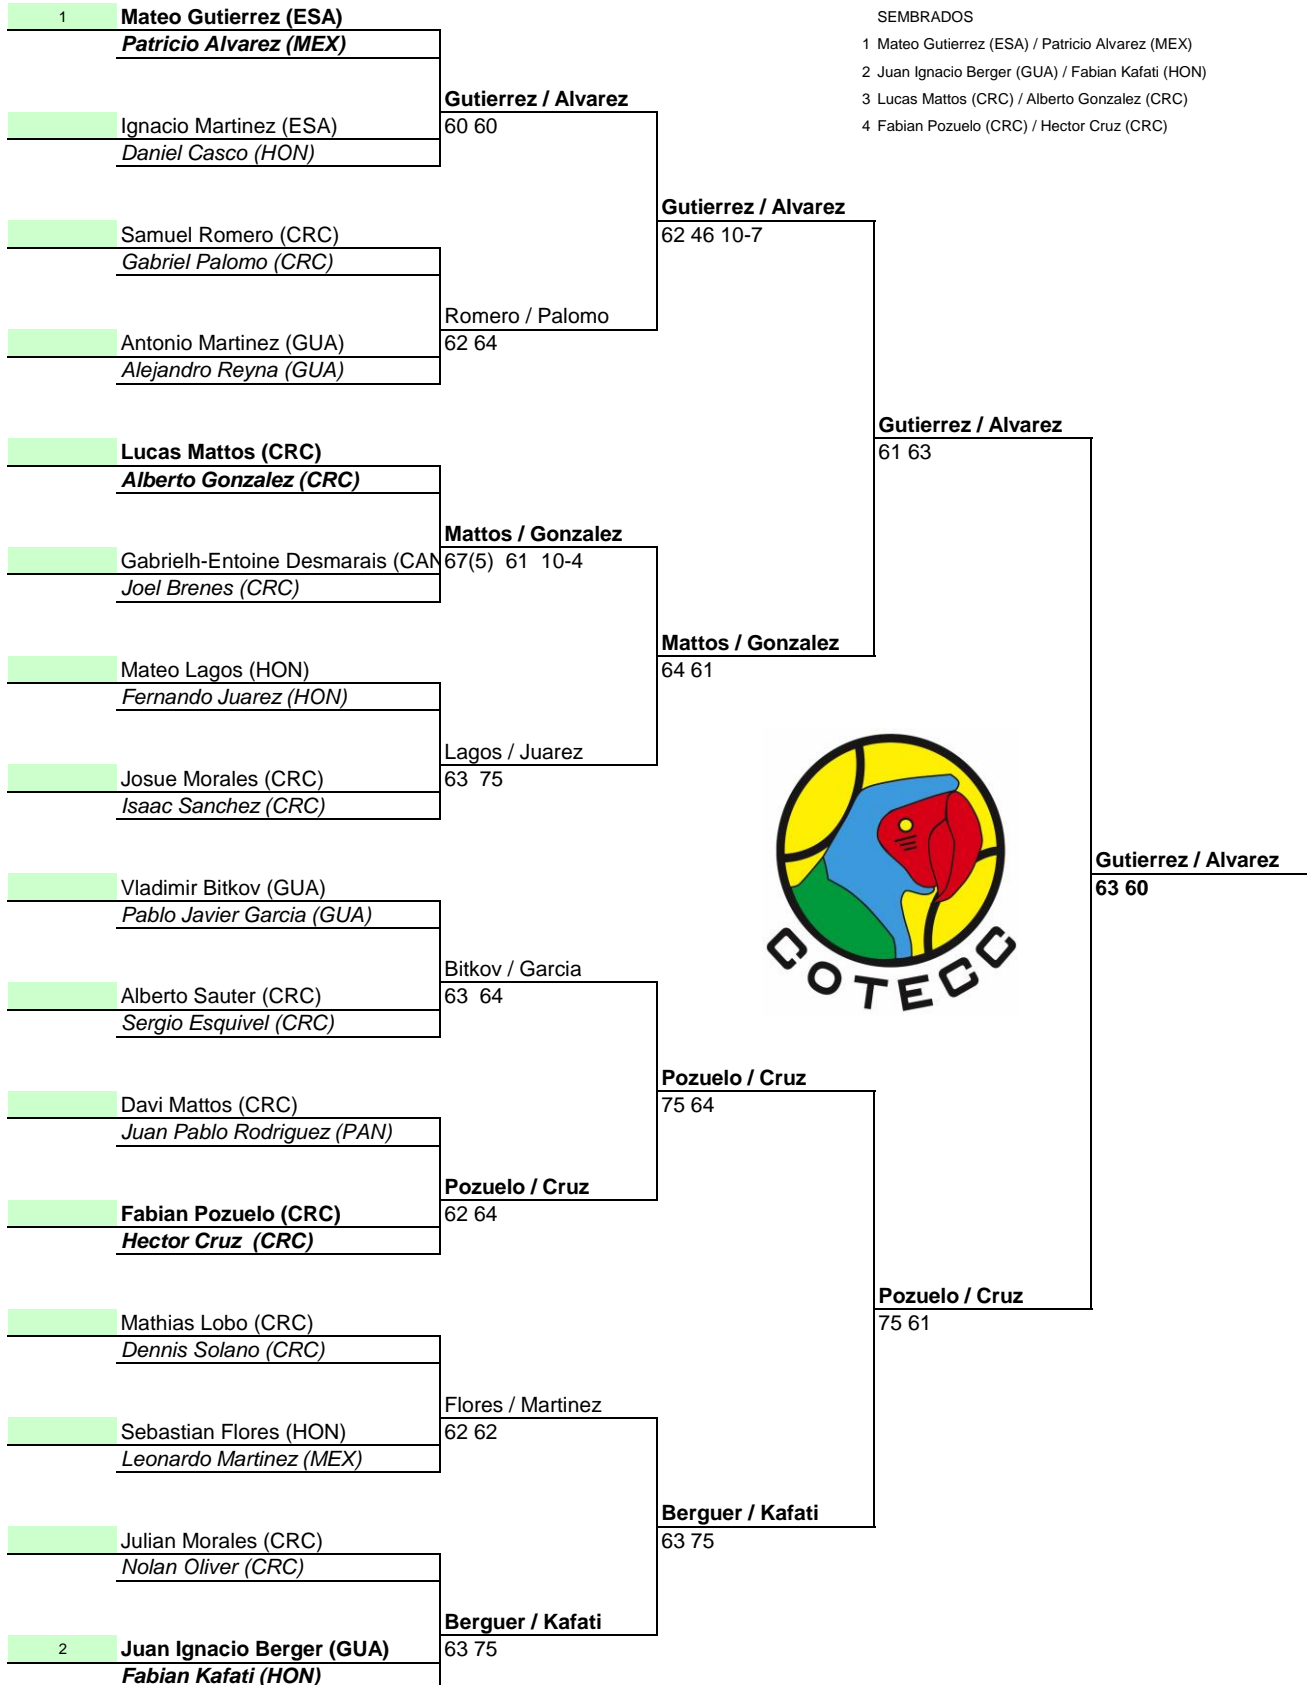 1 Mateo Gutierrez (ESA)
Patricio Alvarez (MEX)
SEMBRADOS
1 Mateo Gutierrez (ESA) / Patricio Alvarez (MEX)
2 Juan Ignacio Berger (GUA) / Fabian Kafati (HON)
3 Lucas Mattos (CRC) / Alberto Gonzalez (CRC)
4 Fabian Pozuelo (CRC) / Hector Cruz (CRC)
Gutierrez / Alvarez
Ignacio Martinez (ESA) 60 60
Daniel Casco (HON)
Gutierrez / Alvarez
Samuel Romero (CRC) 62 46 10-7
Gabriel Palomo (CRC)
Romero / Palomo
Antonio Martinez (GUA) 62 64
Alejandro Reyna (GUA)
Gutierrez / Alvarez
Lucas Mattos (CRC) 61 63
Alberto Gonzalez (CRC)
Mattos / Gonzalez
Gabrielh-Entoine Desmarais (CAN 67(5) 61 10-4
Joel Brenes (CRC)
Mattos / Gonzalez
Mateo Lagos (HON) 64 61
Fernando Juarez (HON)
Lagos / Juarez
Josue Morales (CRC) 63 75
Isaac Sanchez (CRC)
Gutierrez / Alvarez
Vladimir Bitkov (GUA) 63 60
Pablo Javier Garcia (GUA)
Bitkov / Garcia
COTECC
Alberto Sauter (CRC) 63 64
Sergio Esquivel (CRC)
Pozuelo / Cruz
Davi Mattos (CRC) 75 64
Juan Pablo Rodriguez (PAN)
Pozuelo / Cruz
Fabian Pozuelo (CRC) 62 64
Hector Cruz (CRC)
Pozuelo / Cruz
Mathias Lobo (CRC) 75 61
Dennis Solano (CRC)
Flores / Martinez
Sebastian Flores (HON) 62 62
Leonardo Martinez (MEX)
Berguer / Kafati
Julian Morales (CRC) 63 75
Nolan Oliver (CRC)
Berguer / Kafati
2 Juan Ignacio Berger (GUA) 63 75
Fabian Kafati (HON)